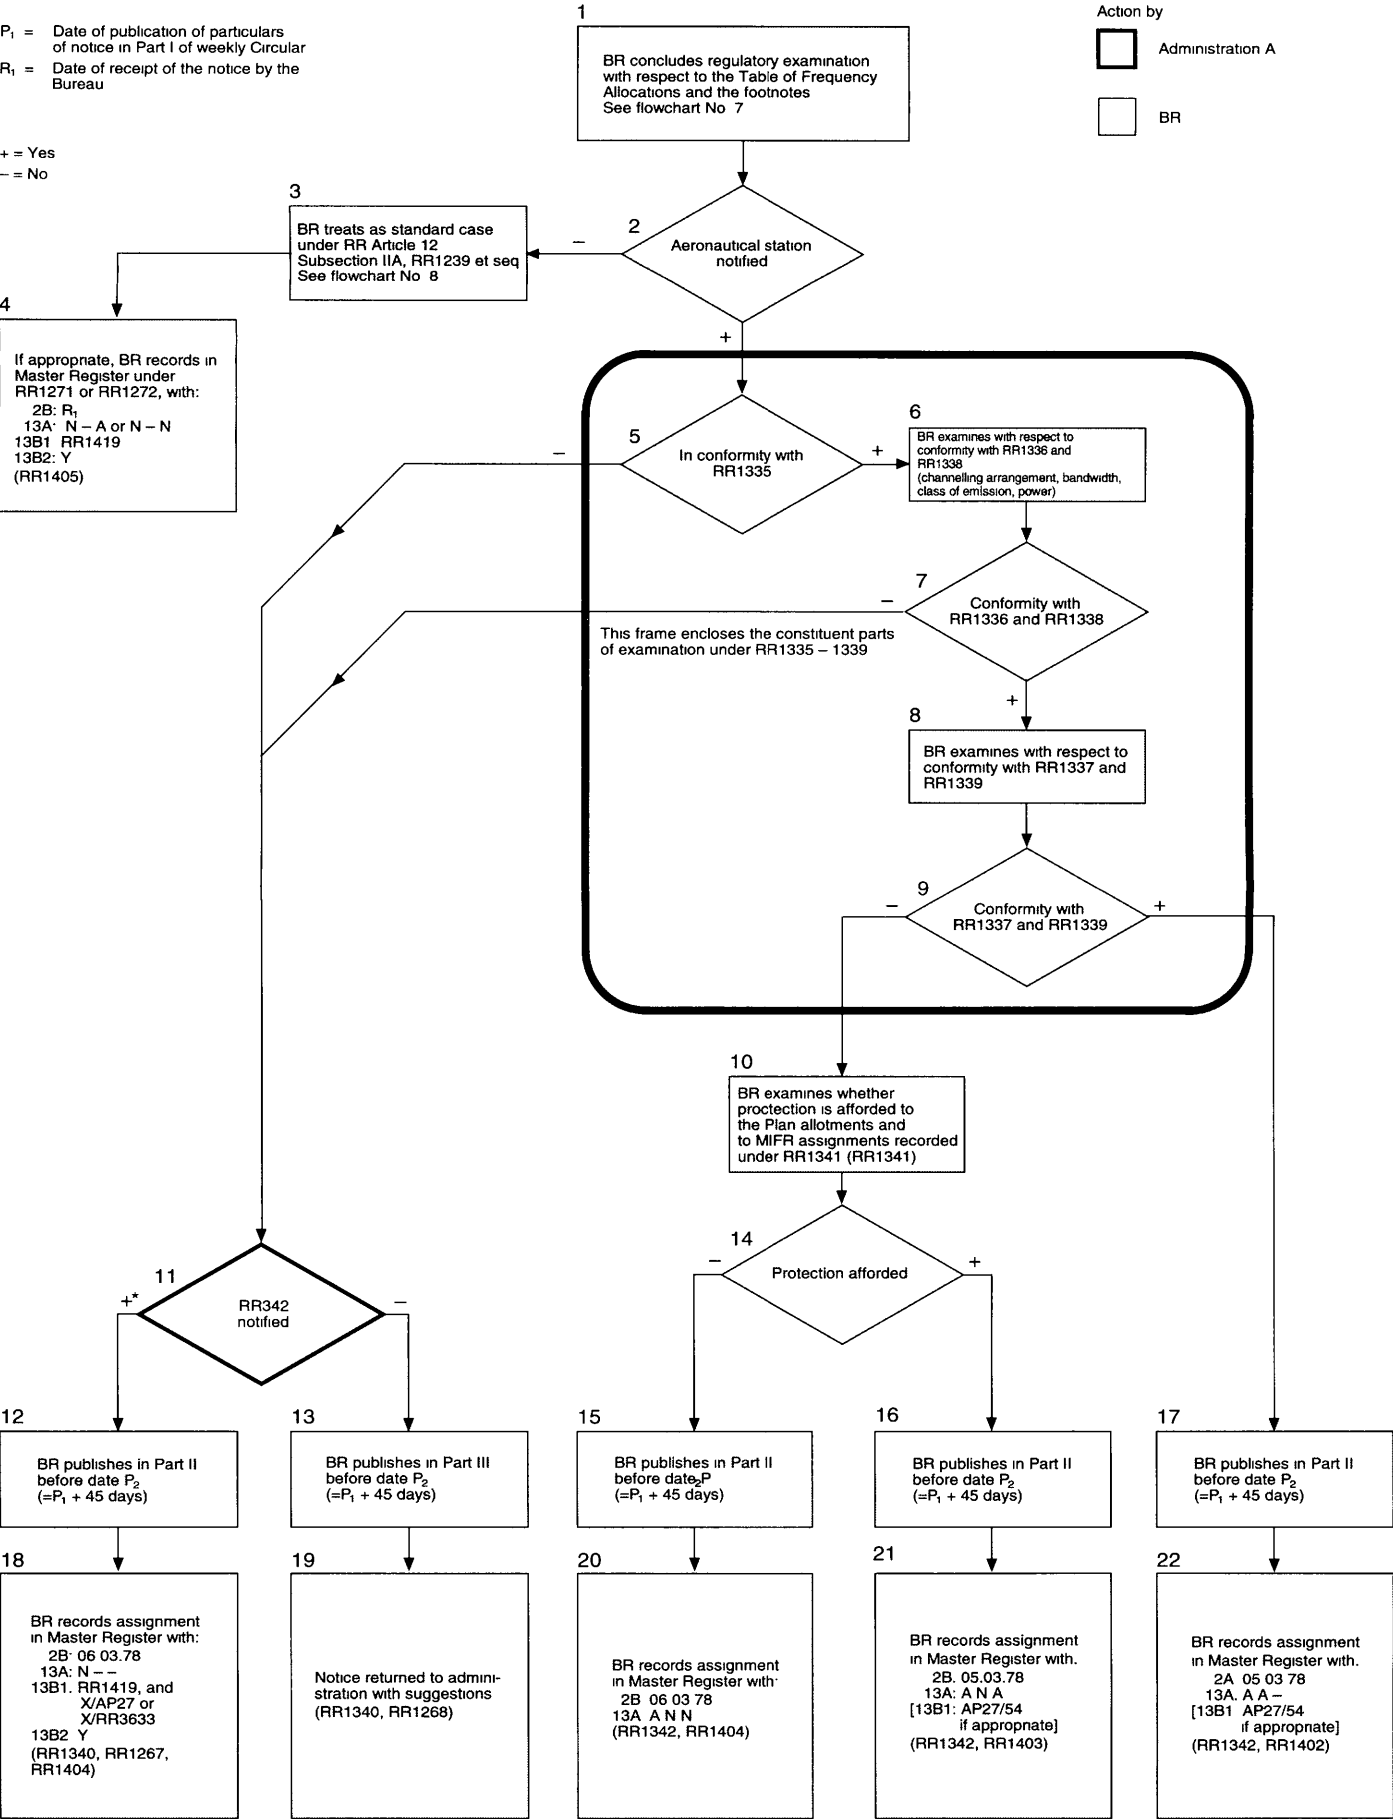 P₁ = Date of publication of particulars
of notice in Part I of weekly Circular
R₁ = Date of receipt of the notice by the
Bureau
+ = Yes
– = No
Action by
Administration A
BR
1
BR concludes regulatory examination
with respect to the Table of Frequency
Allocations and the footnotes
See flowchart No 7
2
Aeronautical station
notified
–
+
3
BR treats as standard case
under RR Article 12
Subsection IIA, RR1239 et seq
See flowchart No 8
4
If appropriate, BR records in
Master Register under
RR1271 or RR1272, with:
2B: R₁
13A· N – A or N – N
13B1 RR1419
13B2: Y
(RR1405)
5
In conformity with
RR1335
–
+
6
BR examines with respect to
conformity with RR1336 and
RR1338
(channelling arrangement, bandwidth,
class of emission, power)
7
Conformity with
RR1336 and RR1338
–
+
This frame encloses the constituent parts
of examination under RR1335 – 1339
8
BR examines with respect to
conformity with RR1337 and
RR1339
9
Conformity with
RR1337 and RR1339
–
+
10
BR examines whether
proctection is afforded to
the Plan allotments and
to MIFR assignments recorded
under RR1341 (RR1341)
14
Protection afforded
–
+
11
RR342
notified
+*
–
12
BR publishes in Part II
before date P₂
(=P₁ + 45 days)
13
BR publishes in Part III
before date P₂
(=P₁ + 45 days)
15
BR publishes in Part II
before date₂P
(=P₁ + 45 days)
16
BR publishes in Part II
before date P₂
(=P₁ + 45 days)
17
BR publishes in Part II
before date P₂
(=P₁ + 45 days)
18
BR records assignment
in Master Register with:
2B· 06 03.78
13A: N – –
13B1. RR1419, and
X/AP27 or
X/RR3633
13B2 Y
(RR1340, RR1267,
RR1404)
19
Notice returned to admini-
stration with suggestions
(RR1340, RR1268)
20
BR records assignment
in Master Register with·
2B 06 03 78
13A A N N
(RR1342, RR1404)
21
BR records assignment
in Master Register with.
2B. 05.03.78
13A: A N A
[13B1: AP27/54
if appropriate]
(RR1342, RR1403)
22
BR records assignment
in Master Register with.
2A 05 03 78
13A. A A –
[13B1 AP27/54
if appropriate]
(RR1342, RR1402)